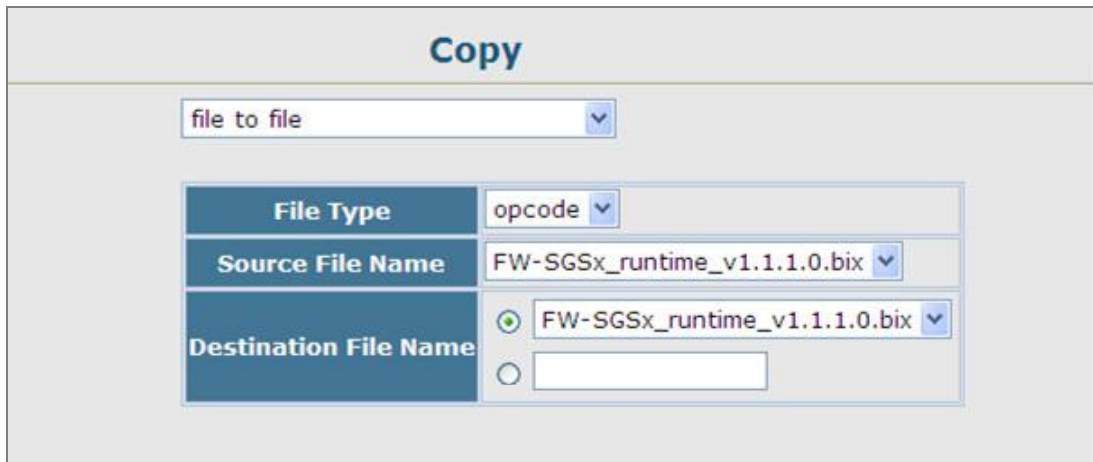 Copy
file to file
File Type
opcode
Source File Name
FW-SGSx_runtime_v1.1.1.0.bix
Destination File Name
FW-SGSx_runtime_v1.1.1.0.bix